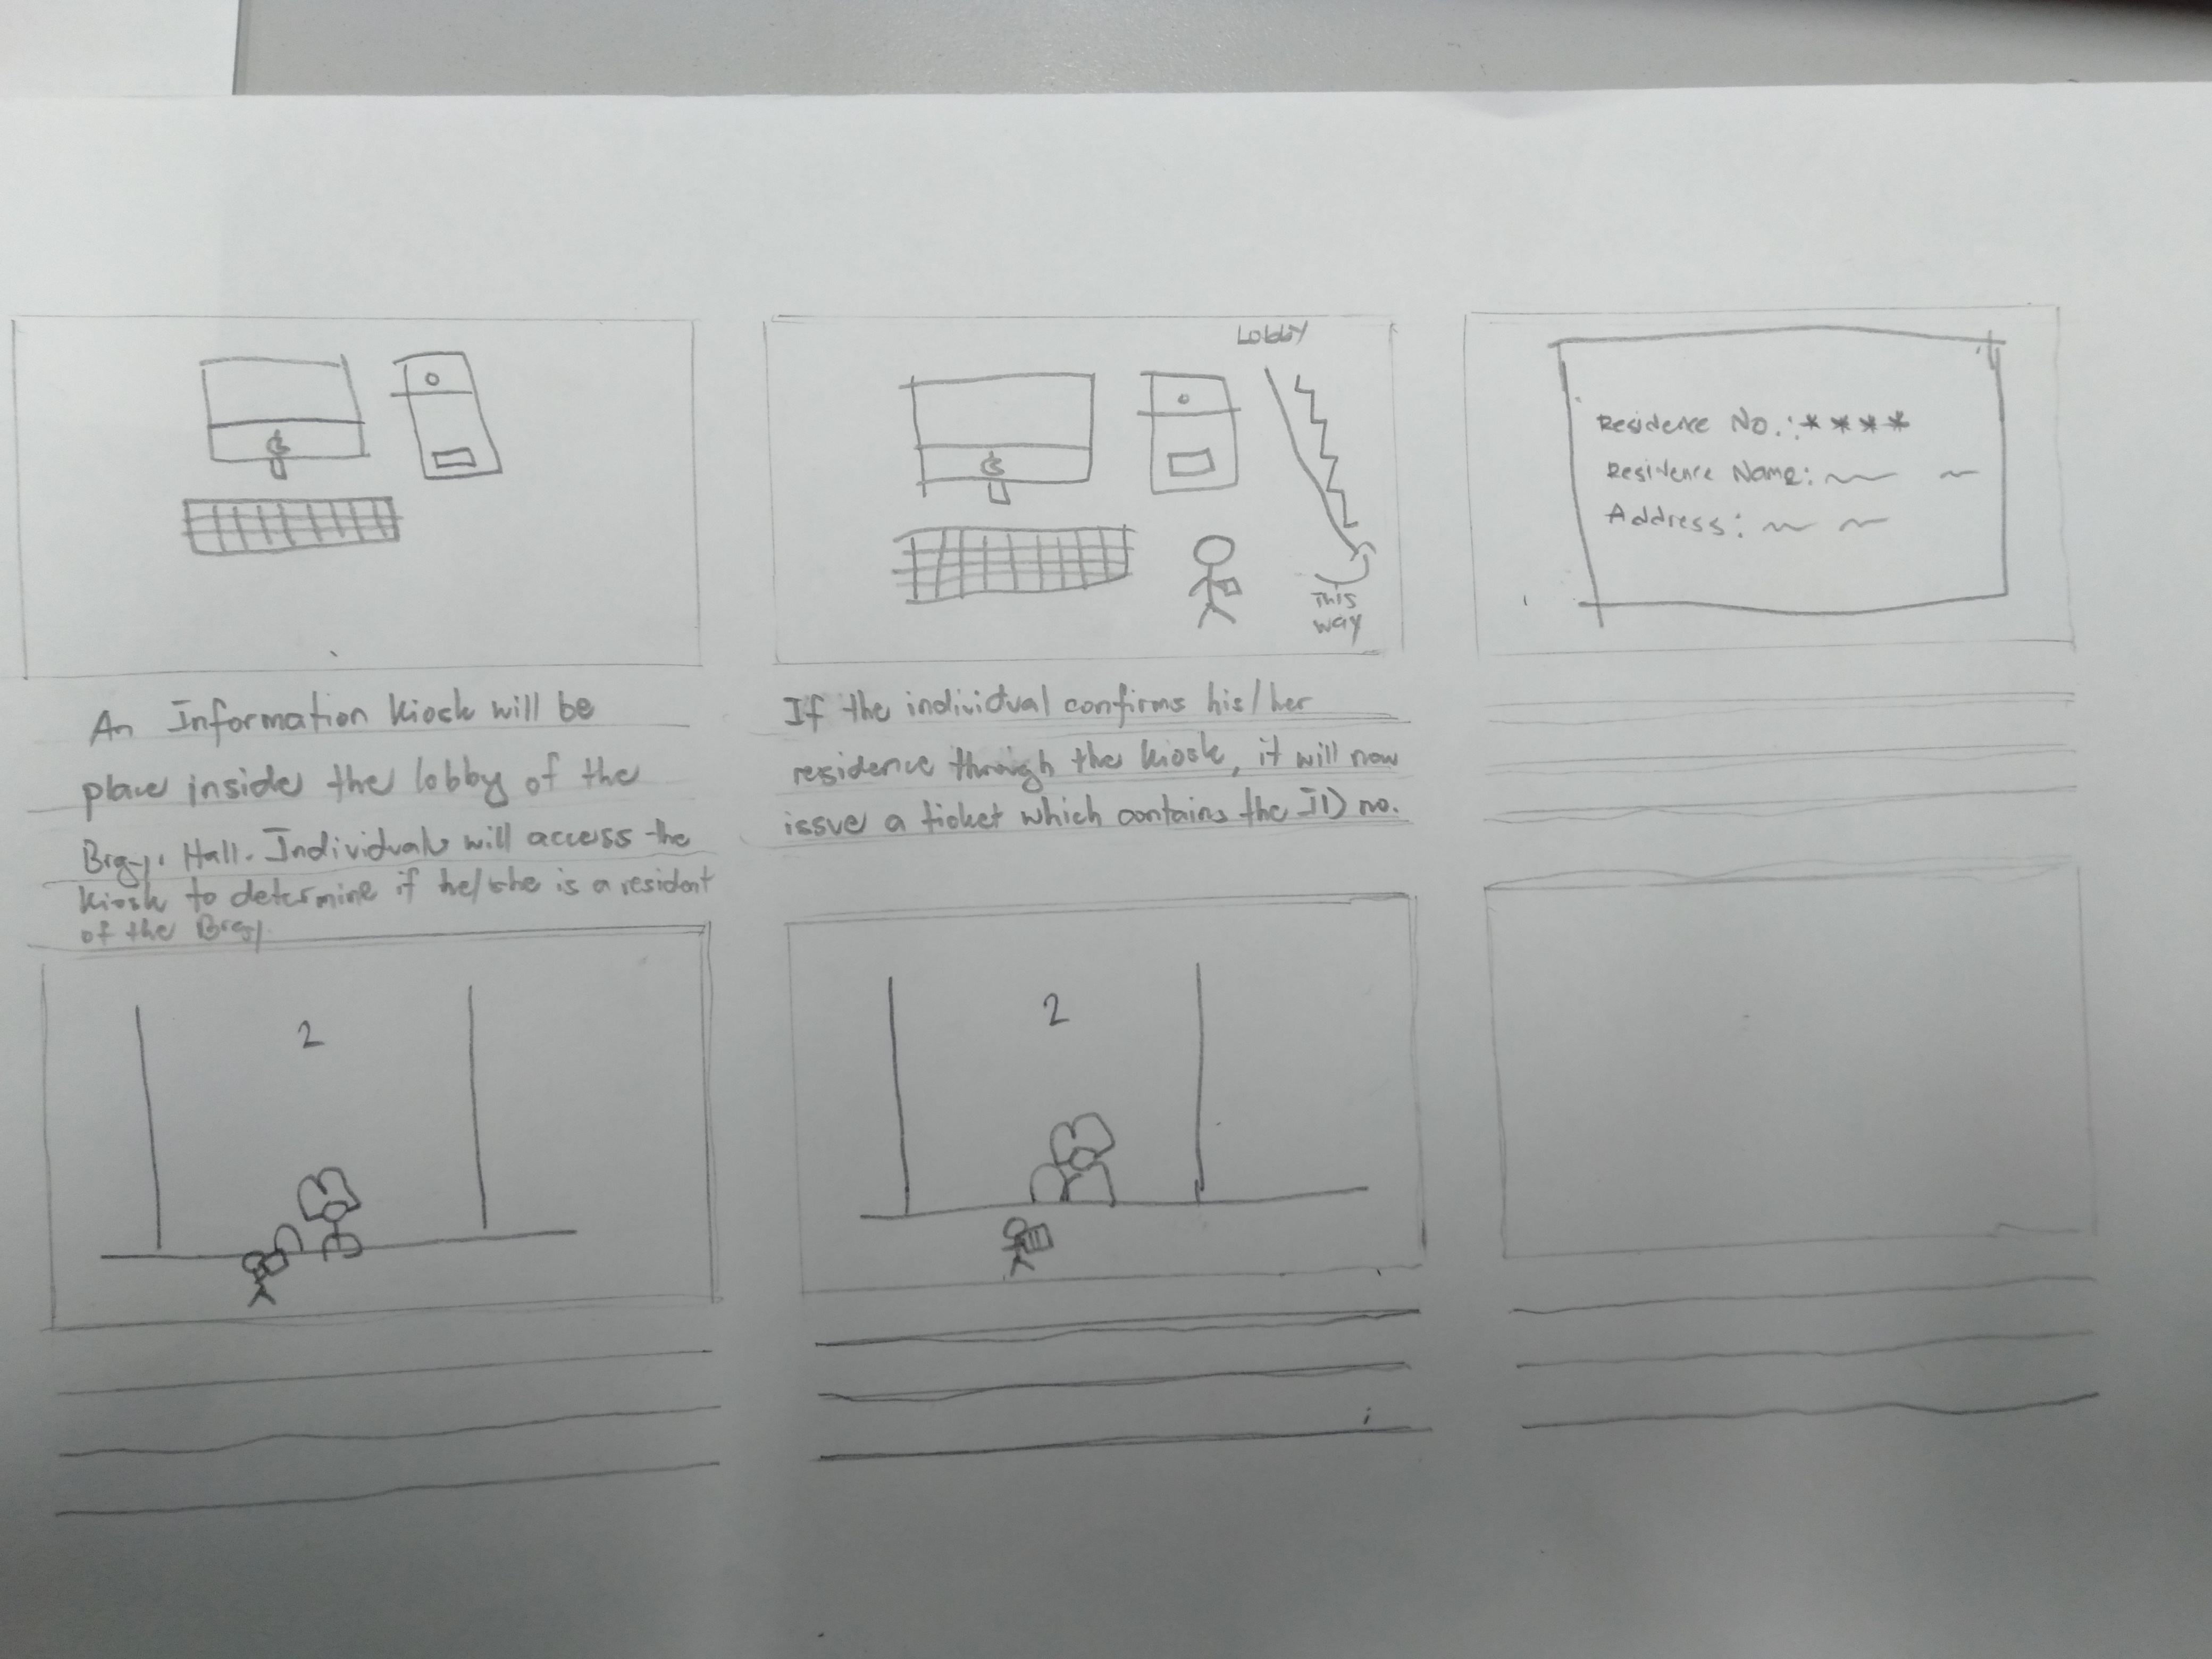 An Information Kiosk will be
place inside the lobby of the
Brgy. Hall. Individuals will access the
kiosk to determine if he/she is a resident
of the Brgy.
Lobby
This
way
If the individual confirms his/her
residence through the kiosk, it will now
issue a ticket which contains the ID no.
Residence No.: ****
Residence Name:
Address:
2
2